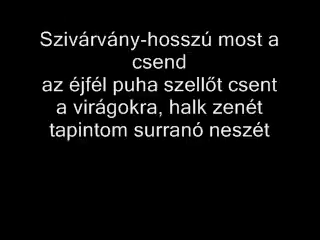 Szivárvány-hosszú most a
csend
az éjfél puha szellőt csent
a virágokra, halk zenét
tapintom surranó neszét